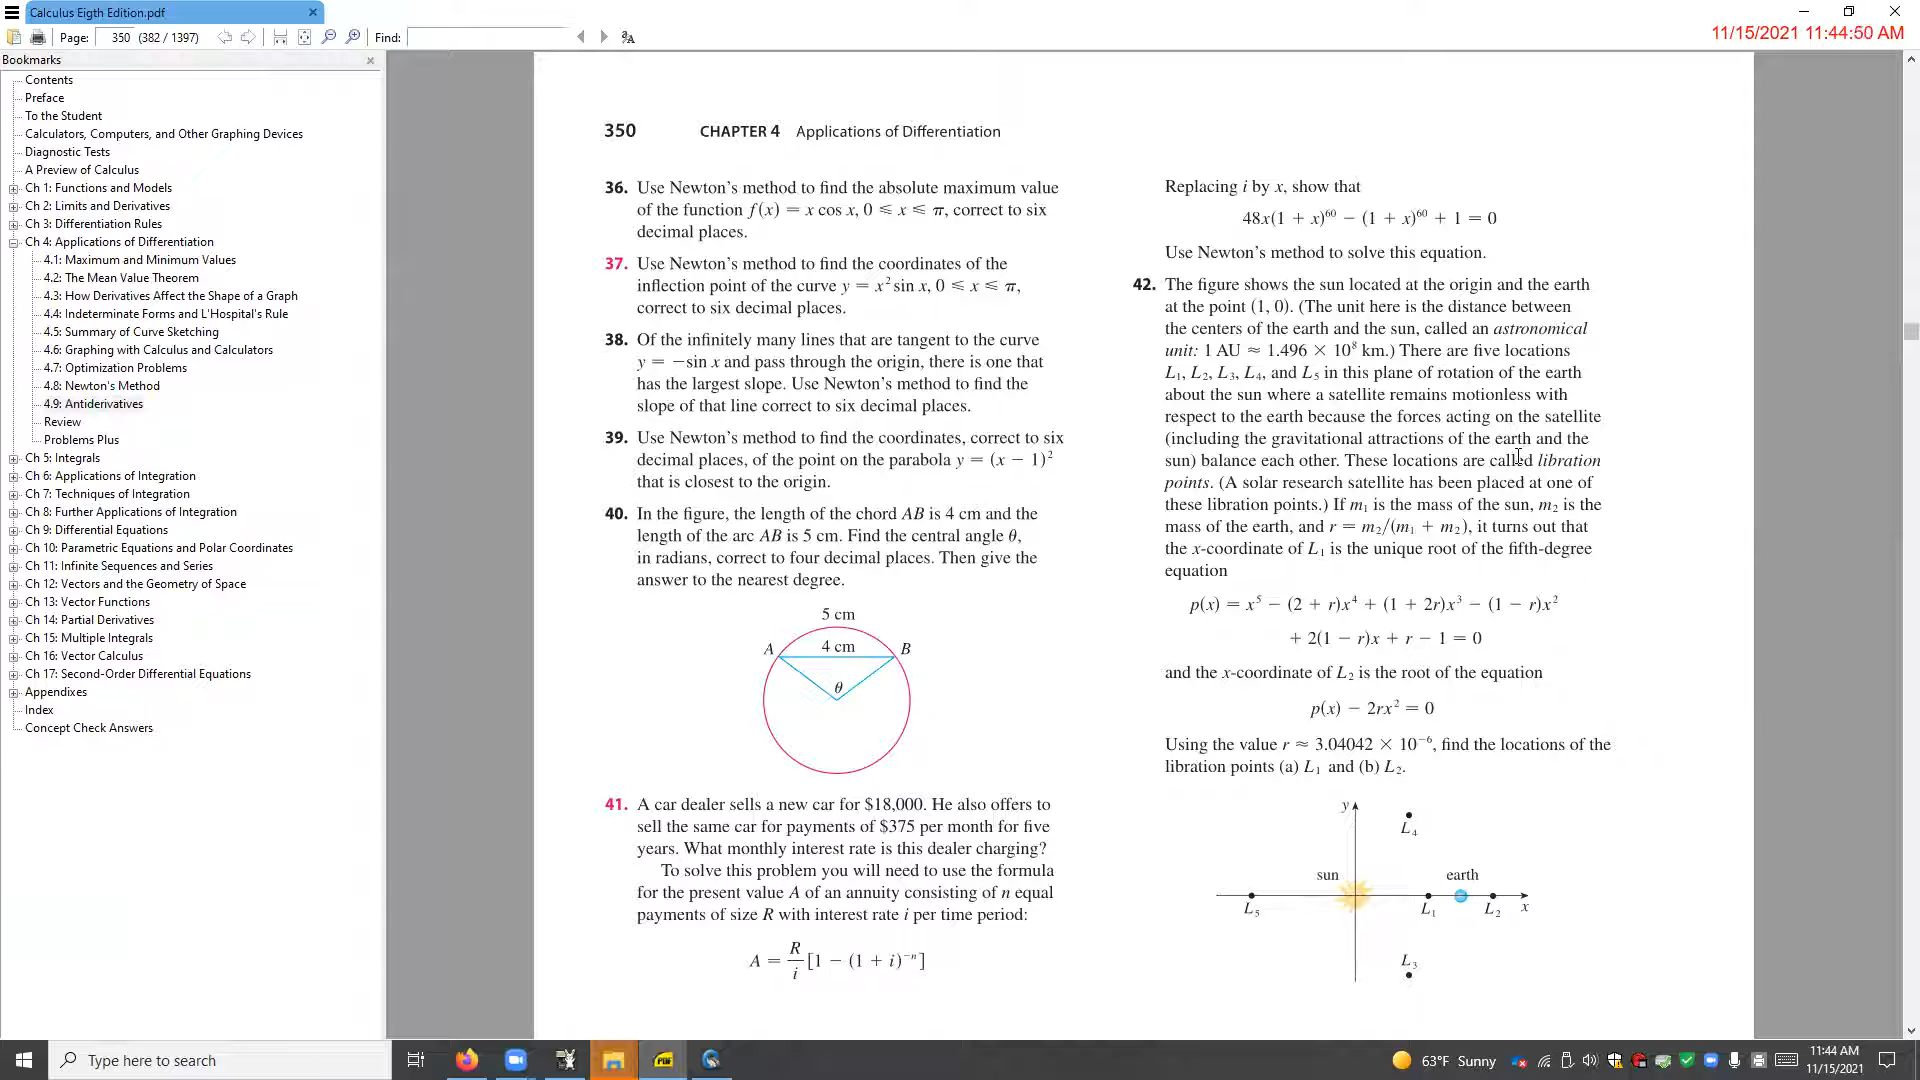 Calculus Eigth Edition.pdf
11/15/2021 11:44:50 AM
Page: 350 (382 / 1397) Find:
Bookmarks
Contents
Preface
To the Student
Calculators, Computers, and Other Graphing Devices
Diagnostic Tests
A Preview of Calculus
Ch 1: Functions and Models
Ch 2: Limits and Derivatives
Ch 3: Differentiation Rules
Ch 4: Applications of Differentiation
4.1: Maximum and Minimum Values
4.2: The Mean Value Theorem
4.3: How Derivatives Affect the Shape of a Graph
4.4: Indeterminate Forms and L'Hospital's Rule
4.5: Summary of Curve Sketching
4.6: Graphing with Calculus and Calculators
4.7: Optimization Problems
4.8: Newton's Method
4.9: Antiderivatives
Review
Problems Plus
Ch 5: Integrals
Ch 6: Applications of Integration
Ch 7: Techniques of Integration
Ch 8: Further Applications of Integration
Ch 9: Differential Equations
Ch 10: Parametric Equations and Polar Coordinates
Ch 11: Infinite Sequences and Series
Ch 12: Vectors and the Geometry of Space
Ch 13: Vector Functions
Ch 14: Partial Derivatives
Ch 15: Multiple Integrals
Ch 16: Vector Calculus
Ch 17: Second-Order Differential Equations
Appendixes
Index
Concept Check Answers
350 CHAPTER 4 Applications of Differentiation
36. Use Newton's method to find the absolute maximum value
of the function f(x) = x cos x, 0 ≤ x ≤ π, correct to six
decimal places.
37. Use Newton's method to find the coordinates of the
inflection point of the curve y = x² sin x, 0 ≤ x ≤ π,
correct to six decimal places.
38. Of the infinitely many lines that are tangent to the curve
y = −sin x and pass through the origin, there is one that
has the largest slope. Use Newton's method to find the
slope of that line correct to six decimal places.
39. Use Newton's method to find the coordinates, correct to six
decimal places, of the point on the parabola y = (x − 1)²
that is closest to the origin.
40. In the figure, the length of the chord AB is 4 cm and the
length of the arc AB is 5 cm. Find the central angle θ,
in radians, correct to four decimal places. Then give the
answer to the nearest degree.
5 cm
A 4 cm B
θ
41. A car dealer sells a new car for $18,000. He also offers to
sell the same car for payments of $375 per month for five
years. What monthly interest rate is this dealer charging?
To solve this problem you will need to use the formula
for the present value A of an annuity consisting of n equal
payments of size R with interest rate i per time period:
A = R/i [1 − (1 + i)⁻ⁿ]
Replacing i by x, show that
48x(1 + x)⁶⁰ − (1 + x)⁶⁰ + 1 = 0
Use Newton's method to solve this equation.
42. The figure shows the sun located at the origin and the earth
at the point (1, 0). (The unit here is the distance between
the centers of the earth and the sun, called an astronomical
unit: 1 AU ≈ 1.496 × 10⁸ km.) There are five locations
L₁, L₂, L₃, L₄, and L₅ in this plane of rotation of the earth
about the sun where a satellite remains motionless with
respect to the earth because the forces acting on the satellite
(including the gravitational attractions of the earth and the
sun) balance each other. These locations are called libration
points. (A solar research satellite has been placed at one of
these libration points.) If m₁ is the mass of the sun, m₂ is the
mass of the earth, and r = m₂/(m₁ + m₂), it turns out that
the x-coordinate of L₁ is the unique root of the fifth-degree
equation
p(x) = x⁵ − (2 + r)x⁴ + (1 + 2r)x³ − (1 − r)x²
+ 2(1 − r)x + r − 1 = 0
and the x-coordinate of L₂ is the root of the equation
p(x) − 2rx² = 0
Using the value r ≈ 3.04042 × 10⁻⁶, find the locations of the
libration points (a) L₁ and (b) L₂.
y
L₄
sun earth
L₅ L₁ L₂ x
L₃
Type here to search
63°F Sunny
11:44 AM
11/15/2021